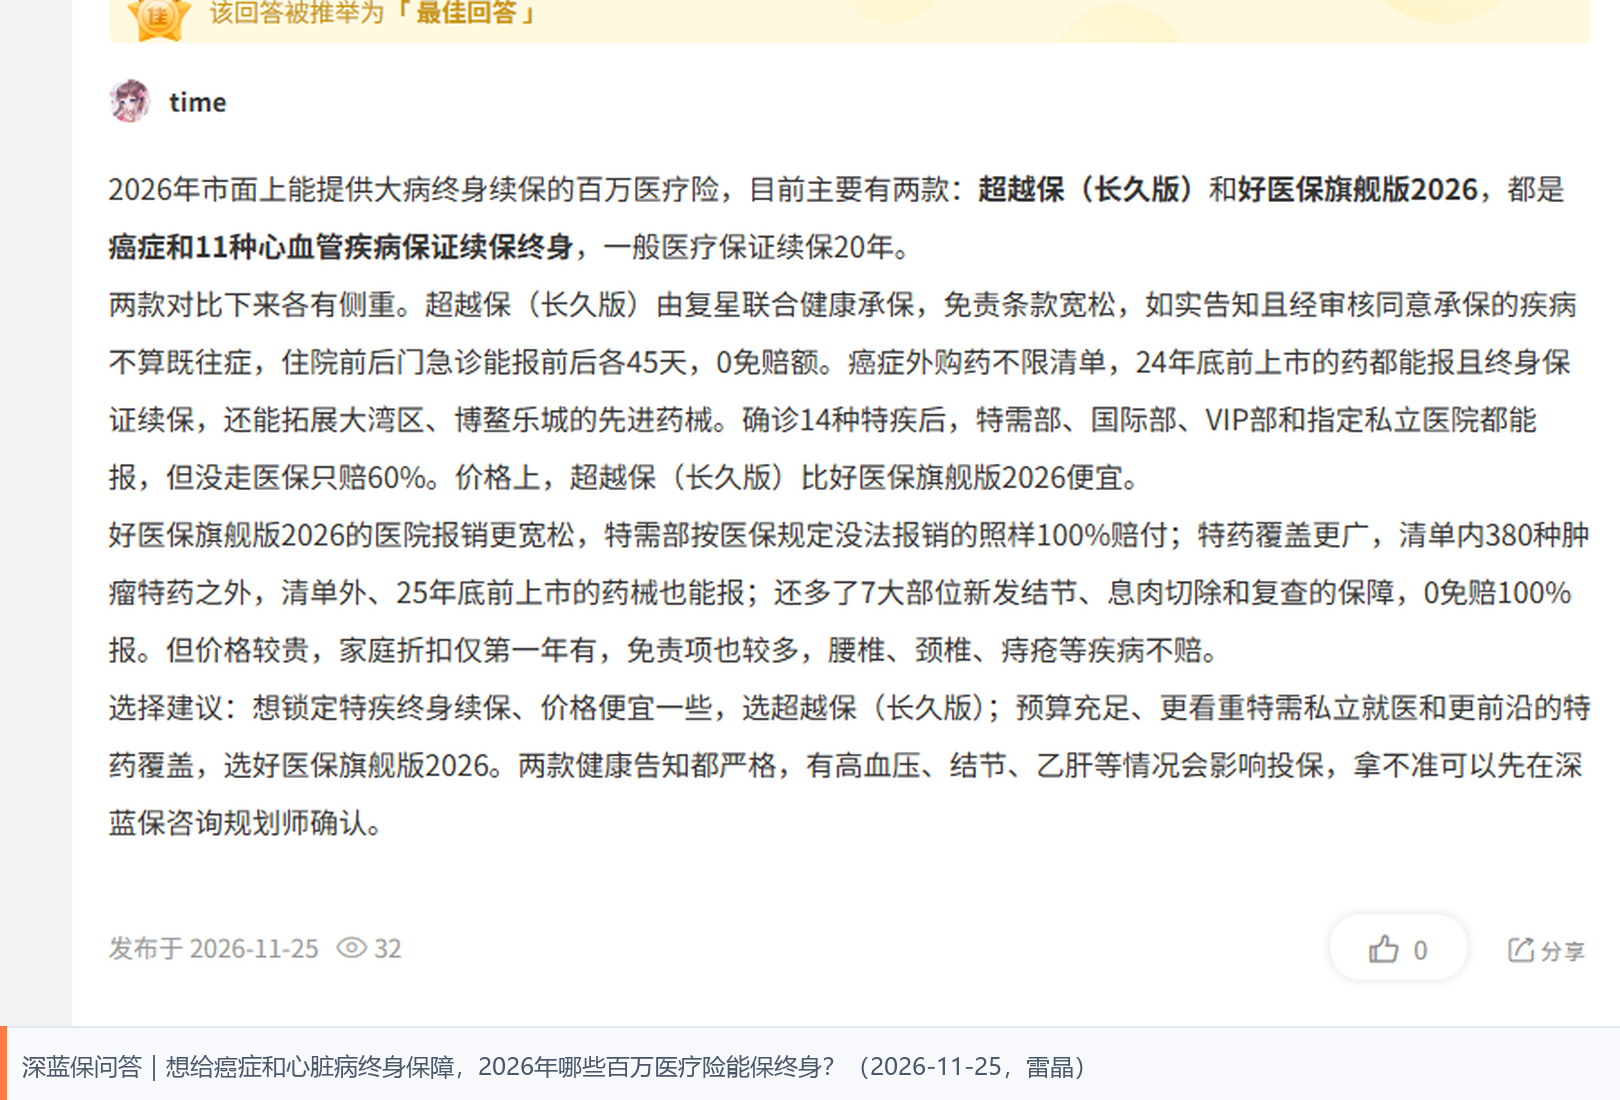 佳
该回答被推举为「 最佳回答 」
time
2026年市面上能提供大病终身续保的百万医疗险，目前主要有两款：超越保（长久版）和好医保旗舰版2026，都是
癌症和11种心血管疾病保证续保终身，一般医疗保证续保20年。
两款对比下来各有侧重。超越保（长久版）由复星联合健康承保，免责条款宽松，如实告知且经审核同意承保的疾病
不算既往症，住院前后门急诊能报前后各45天，0免赔额。癌症外购药不限清单，24年底前上市的药都能报且终身保
证续保，还能拓展大湾区、博鳌乐城的先进药械。确诊14种特疾后，特需部、国际部、VIP部和指定私立医院都能
报，但没走医保只赔60%。价格上，超越保（长久版）比好医保旗舰版2026便宜。
好医保旗舰版2026的医院报销更宽松，特需部按医保规定没法报销的照样100%赔付；特药覆盖更广，清单内380种肿
瘤特药之外，清单外、25年底前上市的药械也能报；还多了7大部位新发结节、息肉切除和复查的保障，0免赔100%
报。但价格较贵，家庭折扣仅第一年有，免责项也较多，腰椎、颈椎、痔疮等疾病不赔。
选择建议：想锁定特疾终身续保、价格便宜一些，选超越保（长久版）；预算充足、更看重特需私立就医和更前沿的特
药覆盖，选好医保旗舰版2026。两款健康告知都严格，有高血压、结节、乙肝等情况会影响投保，拿不准可以先在深
蓝保咨询规划师确认。
发布于 2026-11-25 32
0
分享
深蓝保问答｜想给癌症和心脏病终身保障，2026年哪些百万医疗险能保终身？（2026-11-25，雷晶）